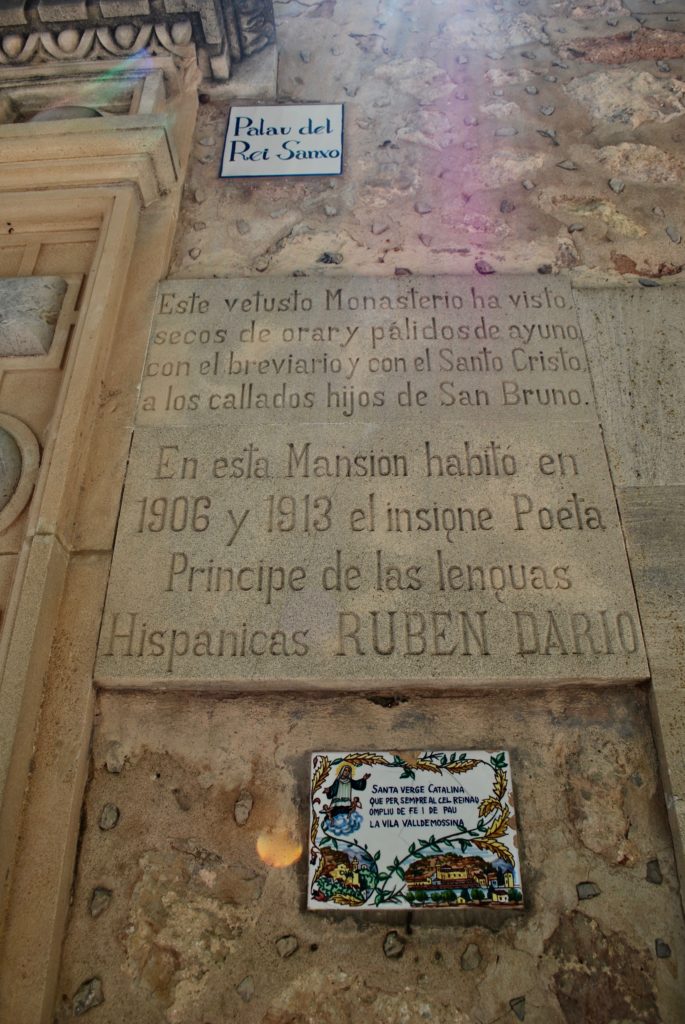 Palau del
Rei Sanxo
Este vetusto Monasterio ha visto,
secos de orar y pálidos de ayuno,
con el breviario y con el Santo Cristo,
a los callados hijos de San Bruno.
En esta Mansion habitó en
1906 y 1913 el insigne Poeta
Principe de las lenguas
Hispanicas RUBEN DARIO
SANTA VERGE CATALINA
QUE PER SEMPRE AL CEL REINAU
OMPLIU DE FE I DE PAU
LA VILA VALLDEMOSSINA